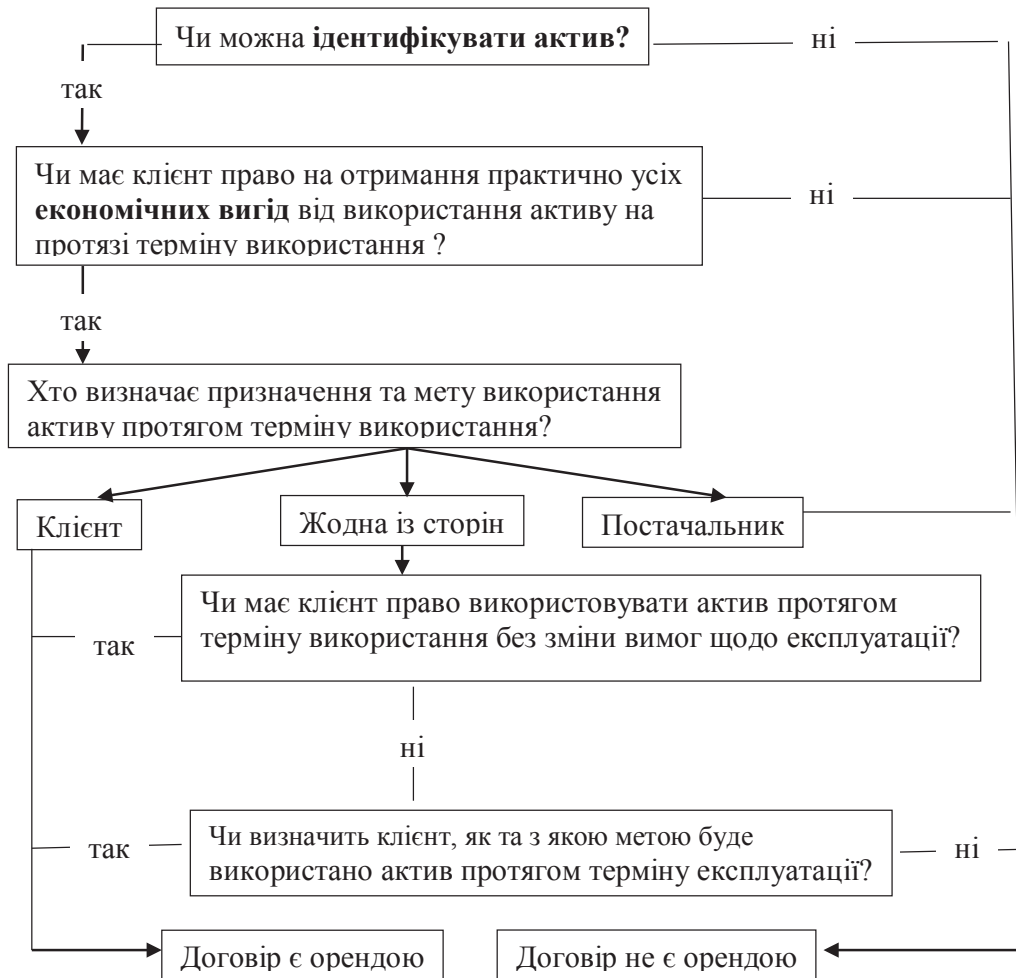 Чи можна ідентифікувати актив?
ні
так
Чи має клієнт право на отримання практично усіх
економічних вигід від використання активу на
протязі терміну використання ?
ні
так
Хто визначає призначення та мету використання
активу протягом терміну використання?
Клієнт
Жодна із сторін
Постачальник
Чи має клієнт право використовувати актив протягом
терміну використання без зміни вимог щодо експлуатації?
так
ні
Чи визначить клієнт, як та з якою метою буде
використано актив протягом терміну експлуатації?
так
ні
Договір є орендою
Договір не є орендою